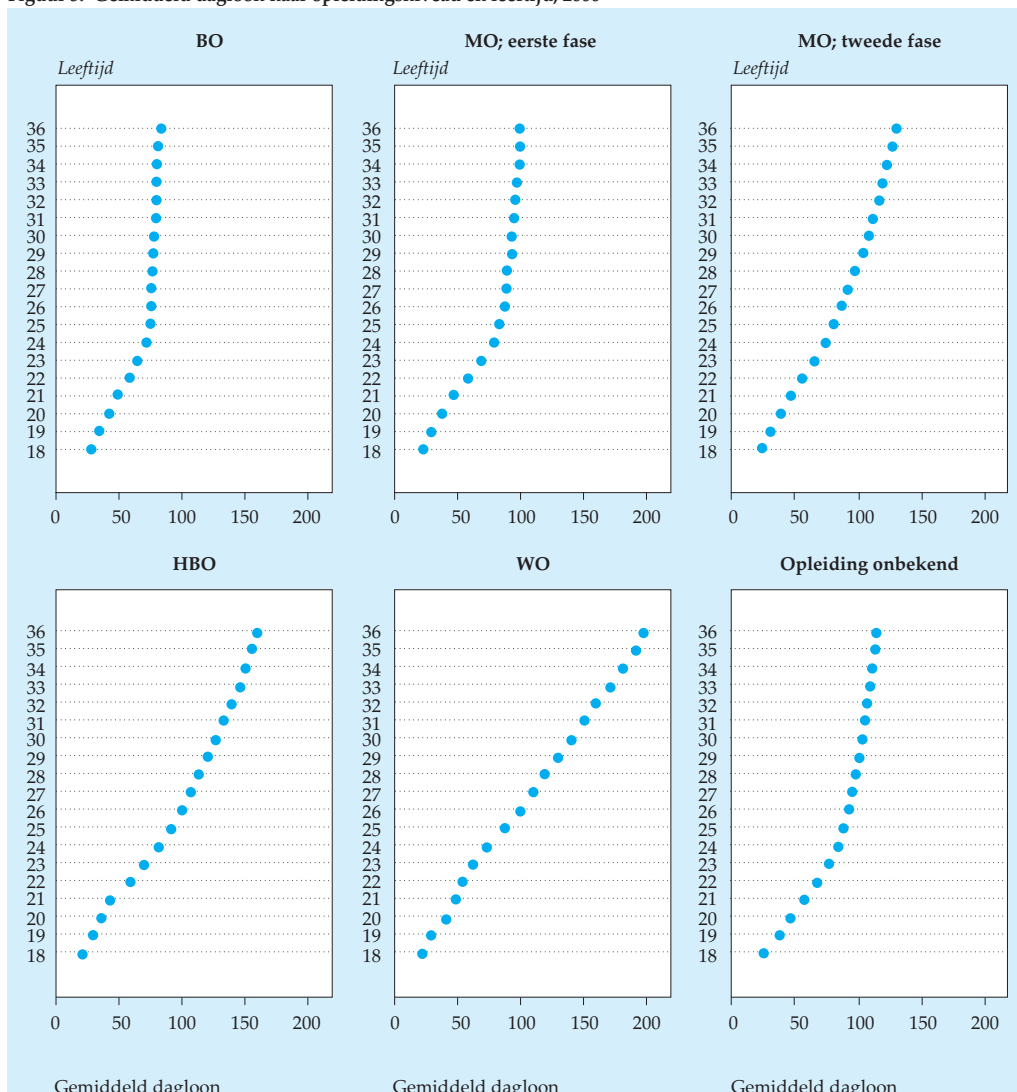 Gemiddeld dagloon naar opleidingsniveau en leeftijd,
BO MO; eerste fase MO; tweede fase
Leeftijd Leeftijd Leeftijd
36 36 36
35 35 35
34 34 34
33 33 33
32 32 32
31 31 31
30 30 30
29 29 29
28 28 28
27 27 27
26 26 26
25 25 25
24 24 24
23 23 23
22 22 22
21 21 21
20 20 20
19 19 19
18 18 18
0 50 100 150 200 0 50 100 150 200 0 50 100 150 200
HBO WO Opleiding onbekend
36 36 36
35 35 35
34 34 34
33 33 33
32 32 32
31 31 31
30 30 30
29 29 29
28 28 28
27 27 27
26 26 26
25 25 25
24 24 24
23 23 23
22 22 22
21 21 21
20 20 20
19 19 19
18 18 18
0 50 100 150 200 0 50 100 150 200 0 50 100 150 200
Gemiddeld dagloon Gemiddeld dagloon Gemiddeld dagloon